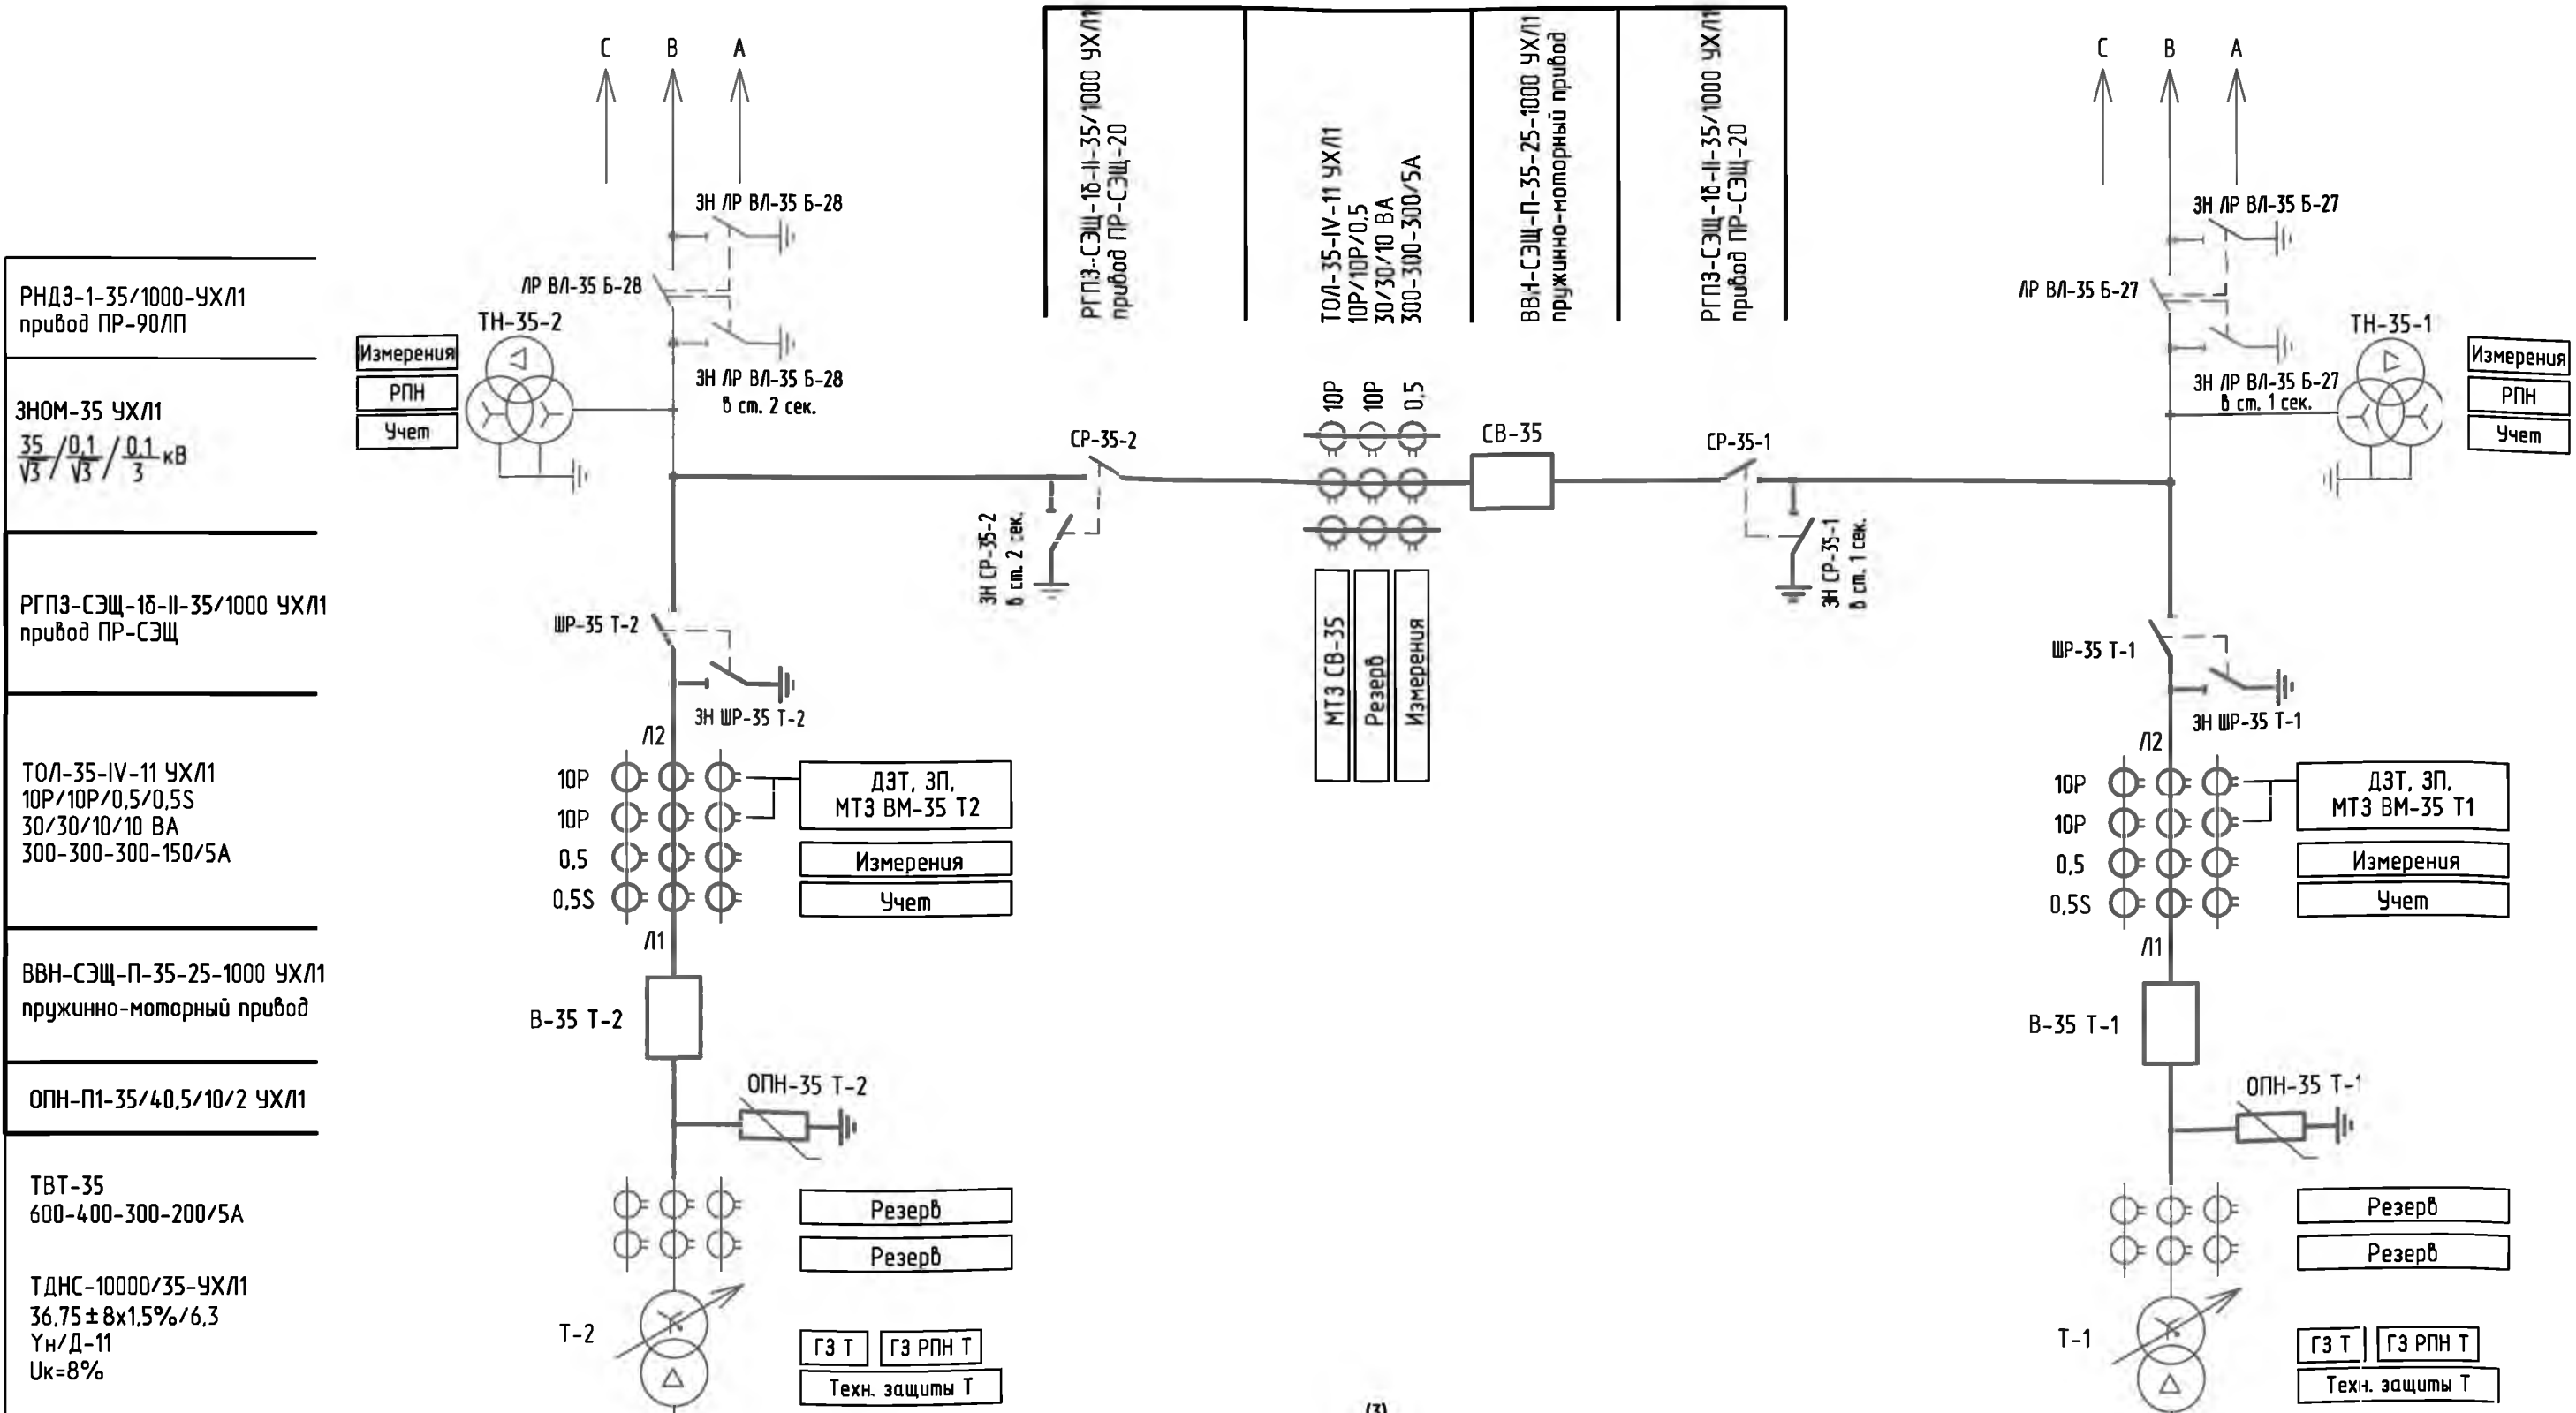 РНДЗ-1-35/1000-УХЛ1
привод ПР-90ЛП
ЗНОМ-35 УХЛ1
35/√3 / 0,1/√3 / 0,1/3 кВ
РГПЗ-СЭЩ-1б-II-35/1000 УХЛ1
привод ПР-СЭЩ
ТОЛ-35-IV-11 УХЛ1
10Р/10Р/0,5/0,5S
30/30/10/10 ВА
300-300-300-150/5А
ВВН-СЭЩ-П-35-25-1000 УХЛ1
пружинно-моторный привод
ОПН-П1-35/40,5/10/2 УХЛ1
ТВТ-35
600-400-300-200/5А
ТДНС-10000/35-УХЛ1
36,75±8х1,5%/6,3
Yн/Д-11
Uк=8%
С В А
ЗН ЛР ВЛ-35 Б-28
ЛР ВЛ-35 Б-28
ТН-35-2
Измерения
РПН
Учет
ЗН ЛР ВЛ-35 Б-28
в ст. 2 сек.
ШР-35 Т-2
ЗН ШР-35 Т-2
Л2
10Р
10Р
0,5
0,5S
ДЗТ, ЗП,
МТЗ ВМ-35 Т2
Измерения
Учет
Л1
В-35 Т-2
ОПН-35 Т-2
Резерв
Резерв
Т-2
ГЗ Т
ГЗ РПН Т
Техн. защиты Т
РГПЗ-СЭЩ-1б-II-35/1000 УХЛ1
привод ПР-СЭЩ-20
ТОЛ-35-IV-11 УХЛ1
10Р/10Р/0,5
30/30/10 ВА
300-300-300/5А
ВВН-СЭЩ-П-35-25-1000 УХЛ1
пружинно-моторный привод
РГПЗ-СЭЩ-1б-II-35/1000 УХЛ1
привод ПР-СЭЩ-20
СР-35-2
ЗН СР-35-2
в ст. 2 сек.
10Р
10Р
0,5
СВ-35
СР-35-1
ЗН СР-35-1
в ст. 1 сек.
МТЗ СВ-35
Резерв
Измерения
(3)
С В А
ЗН ЛР ВЛ-35 Б-27
ЛР ВЛ-35 Б-27
ТН-35-1
Измерения
РПН
Учет
ЗН ЛР ВЛ-35 Б-27
в ст. 1 сек.
ШР-35 Т-1
ЗН ШР-35 Т-1
Л2
10Р
10Р
0,5
0,5S
ДЗТ, ЗП,
МТЗ ВМ-35 Т1
Измерения
Учет
Л1
В-35 Т-1
ОПН-35 Т-1
Резерв
Резерв
Т-1
ГЗ Т
ГЗ РПН Т
Техн. защиты Т